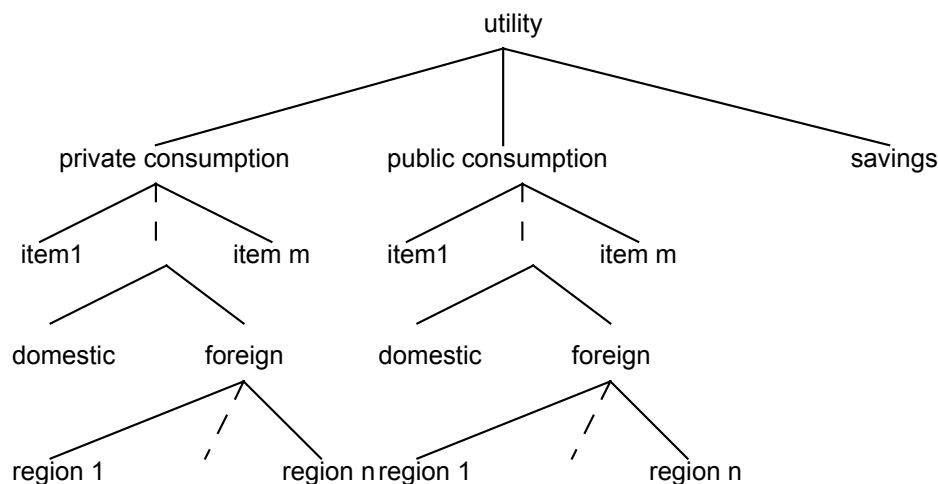 utility
private consumption public consumption savings
item1 item m item1 item m
domestic foreign domestic foreign
region 1 region n region 1 region n